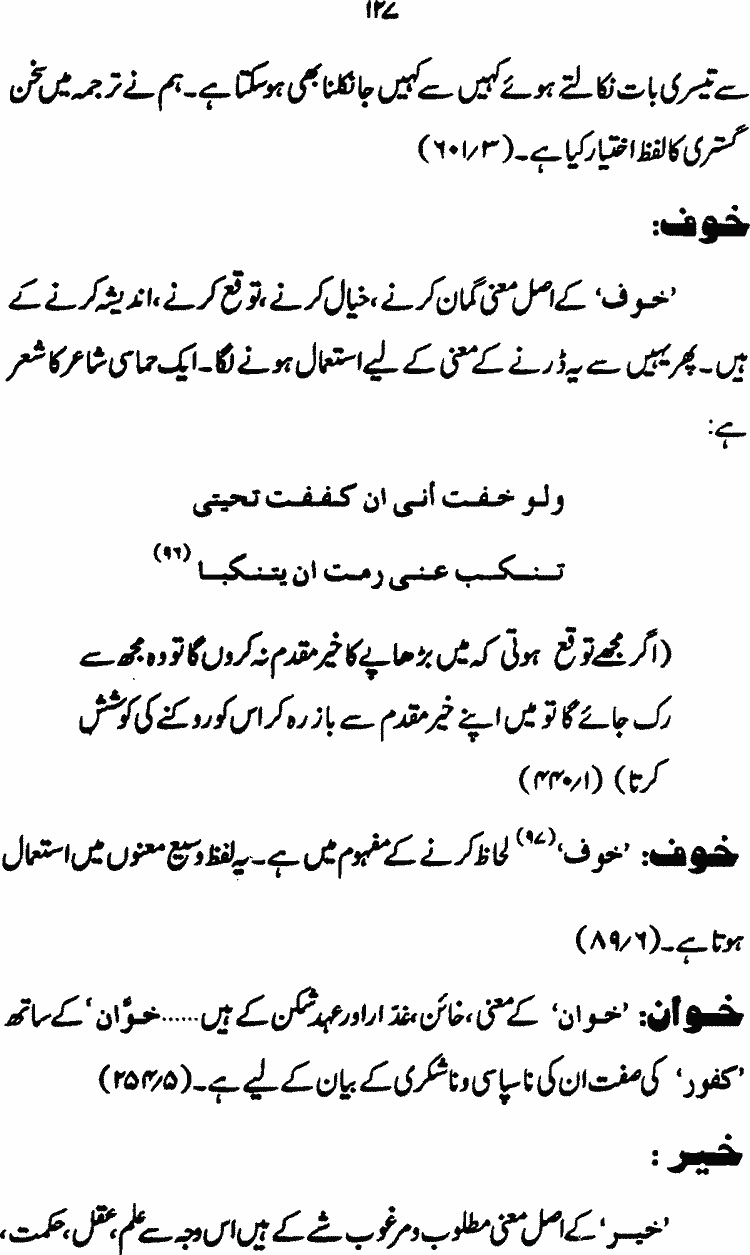 ۱۲۷
سے تیسری بات نکالتے ہوئے کہیں سے کہیں جا نکلنا بھی ہو سکتا ہے۔ ہم نے ترجمہ میں سخن
گستری کا لفظ اختیار کیا ہے۔ (۶۰۱/۳)
خوف:
’خوف‘ کے اصل معنی گمان کرنے، خیال کرنے، توقع کرنے، اندیشہ کرنے کے
ہیں۔ پھر یہیں سے یہ ڈرنے کے معنی کے لیے استعمال ہونے لگا۔ ایک حماسی شاعر کا شعر
ہے:
ولو خفت أنی ان کففت تحیتی
تنکب عنی رمت ان یتنکبا (۹۶)
(اگر مجھے توقع ہوتی کہ میں بڑھاپے کا خیر مقدم نہ کروں گا تو وہ مجھ سے
رک جائے گا تو میں اپنے خیر مقدم سے باز رہ کر اس کو روکنے کی کوشش
کرتا) (۴۴۰/۱)
خوف: ’خوف‘ (۹۷) لحاظ کرنے کے مفہوم میں ہے۔ یہ لفظ وسیع معنوں میں استعمال
ہوتا ہے۔ (۸۹/۶)
خوان: ’خوان‘ کے معنی، خائن، غدّار اور عہد شکن کے ہیں......خوَّان‘ کے ساتھ
’کفور‘ کی صفت ان کی ناسپاسی و ناشکری کے بیان کے لیے ہے۔ (۲۵۴/۵)
خیر :
’خیر‘ کے اصل معنی مطلوب و مرغوب شے کے ہیں اس وجہ سے علم، عقل، حکمت،